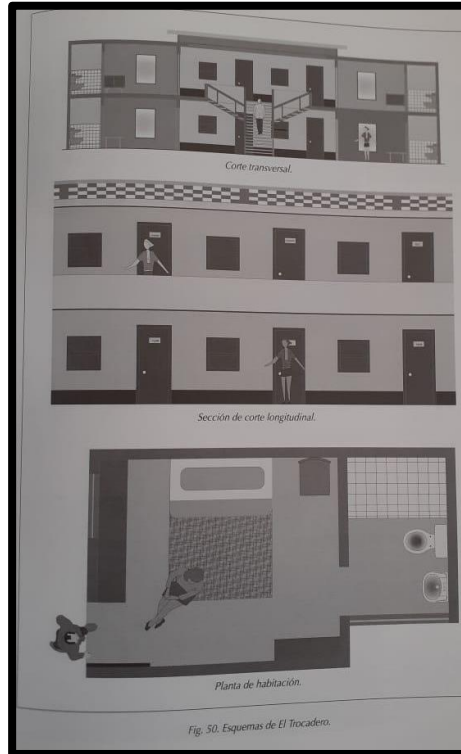 Corte transversal.
Sección de corte longitudinal.
Planta de habitación.
Fig. 50. Esquemas de El Trocadero.